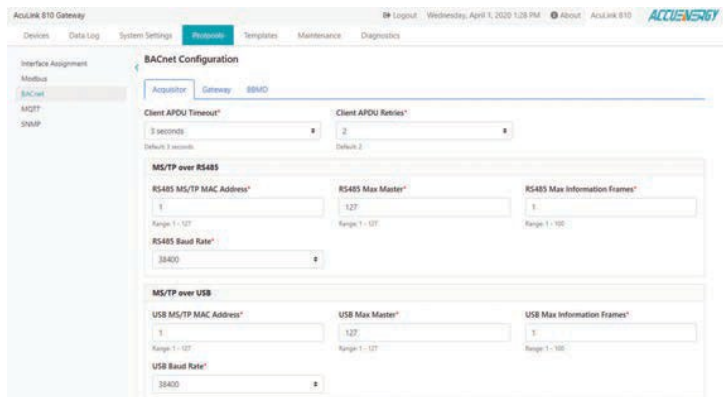 AcuLink 810 Gateway
Logout Wednesday, April 1, 2020 1:28 PM About AcuLink 810 ACCUENERGY
Devices Data Log System Settings Protocols Templates Maintenance Diagnostics
Interface Assignment
Modbus
BACnet
MQTT
SNMP
BACnet Configuration
Acquisitor Gateway BBMD
Client APDU Timeout* Client APDU Retries*
3 seconds 2
Default 3 seconds Default 2
MS/TP over RS485
RS485 MS/TP MAC Address* RS485 Max Master* RS485 Max Information Frames*
1 127 1
Range: 1 - 127 Range: 1 - 127 Range: 1 - 100
RS485 Baud Rate*
38400
MS/TP over USB
USB MS/TP MAC Address* USB Max Master* USB Max Information Frames*
1 127 1
Range: 1 - 127 Range: 1 - 127 Range: 1 - 100
USB Baud Rate*
38400